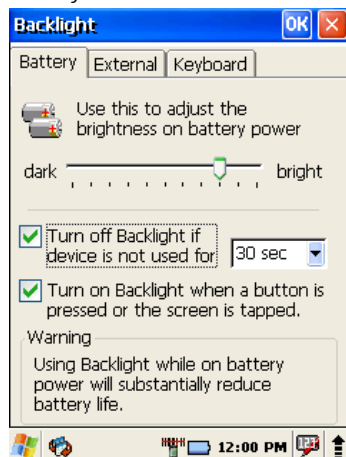 Backlight OK
Battery External Keyboard
Use this to adjust the
brightness on battery power
dark bright
Turn off Backlight if
device is not used for 30 sec
Turn on Backlight when a button is
pressed or the screen is tapped.
Warning
Using Backlight while on battery
power will substantially reduce
battery life.
12:00 PM 123